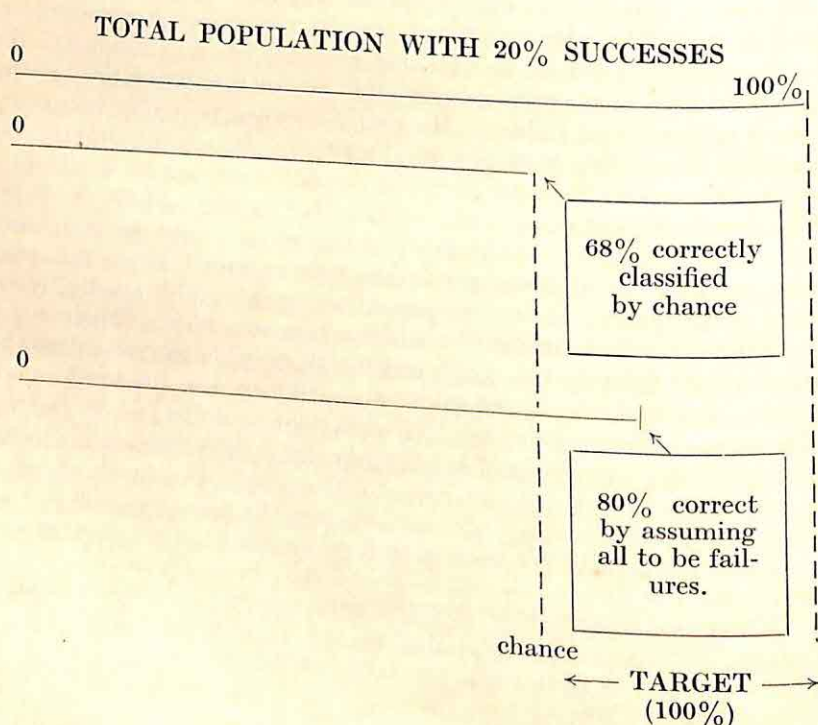 TOTAL POPULATION WITH 20% SUCCESSES
0
100%
0
68% correctly
classified
by chance
0
80% correct
by assuming
all to be fail-
ures.
chance
TARGET
(100%)